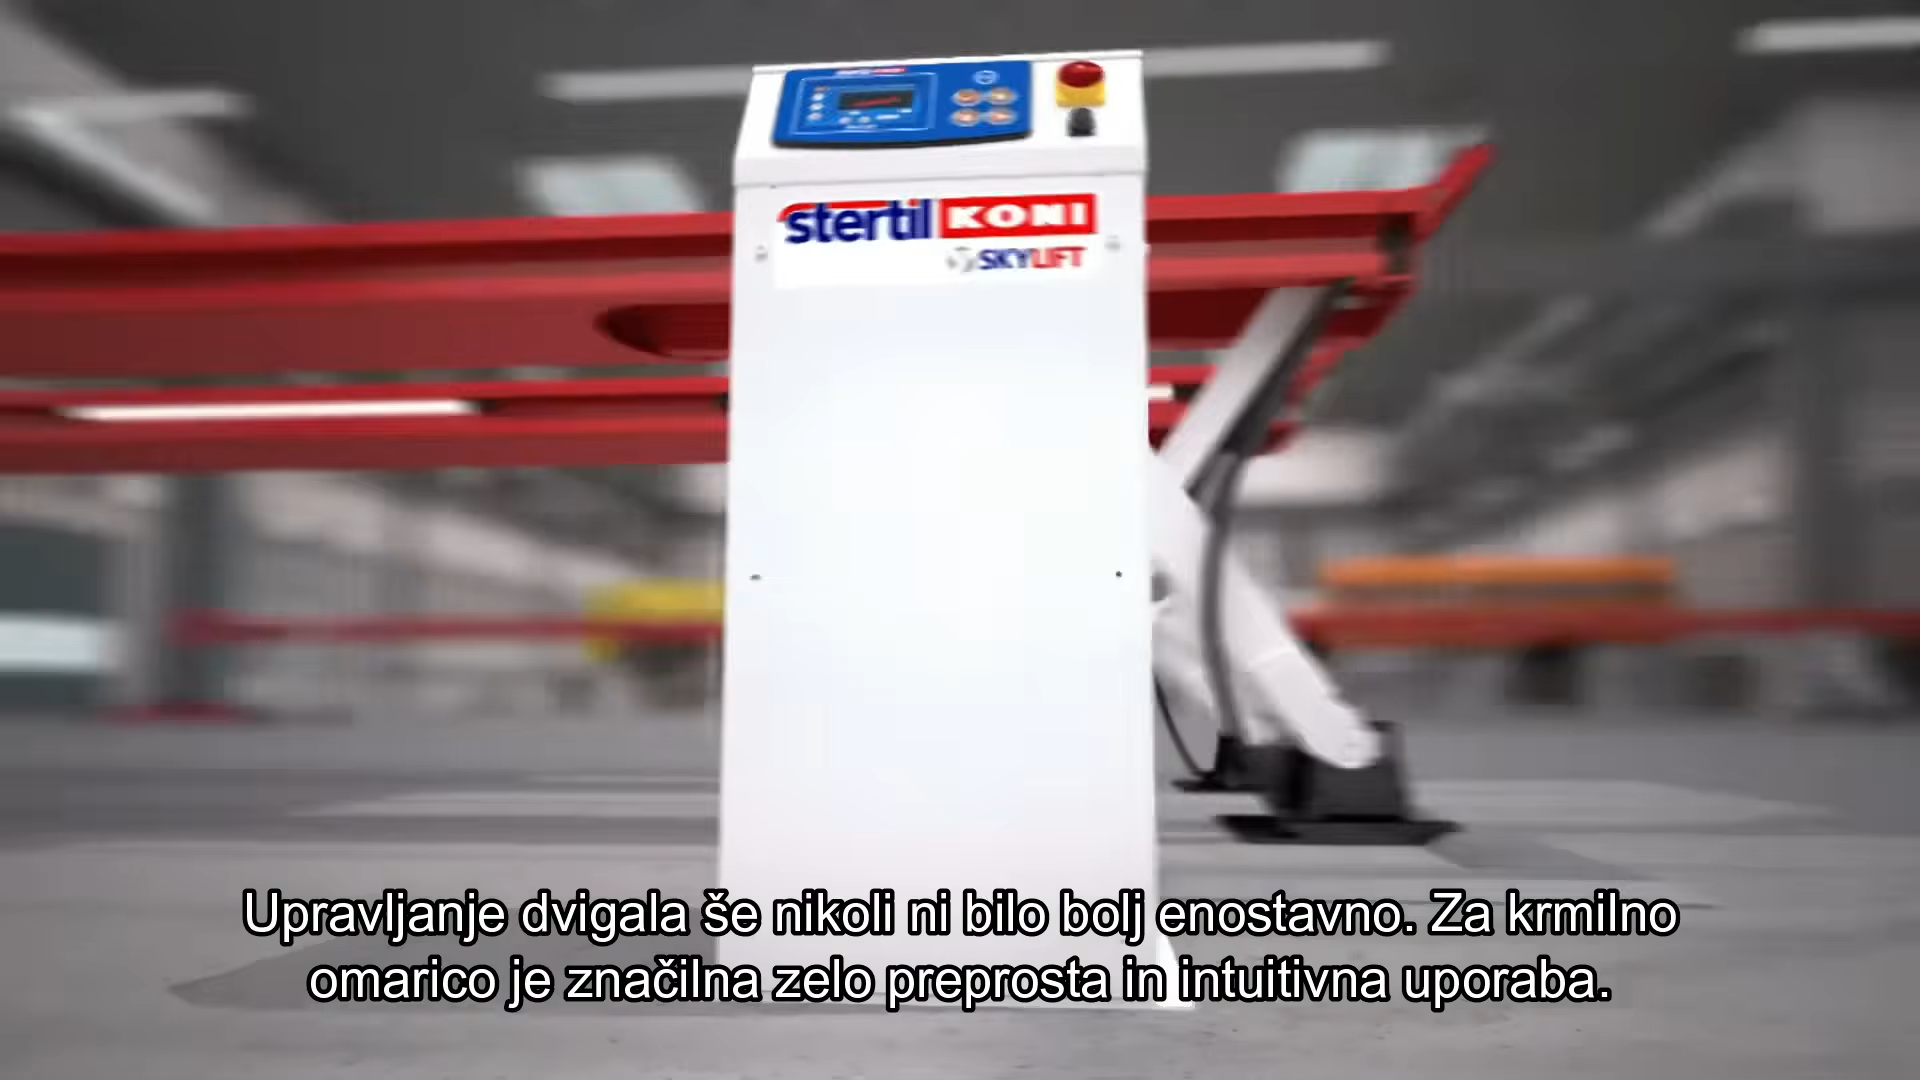 stertil KONI
SKYLIFT
Upravljanje dvigala še nikoli ni bilo bolj enostavno. Za krmilno
omarico je značilna zelo preprosta in intuitivna uporaba.